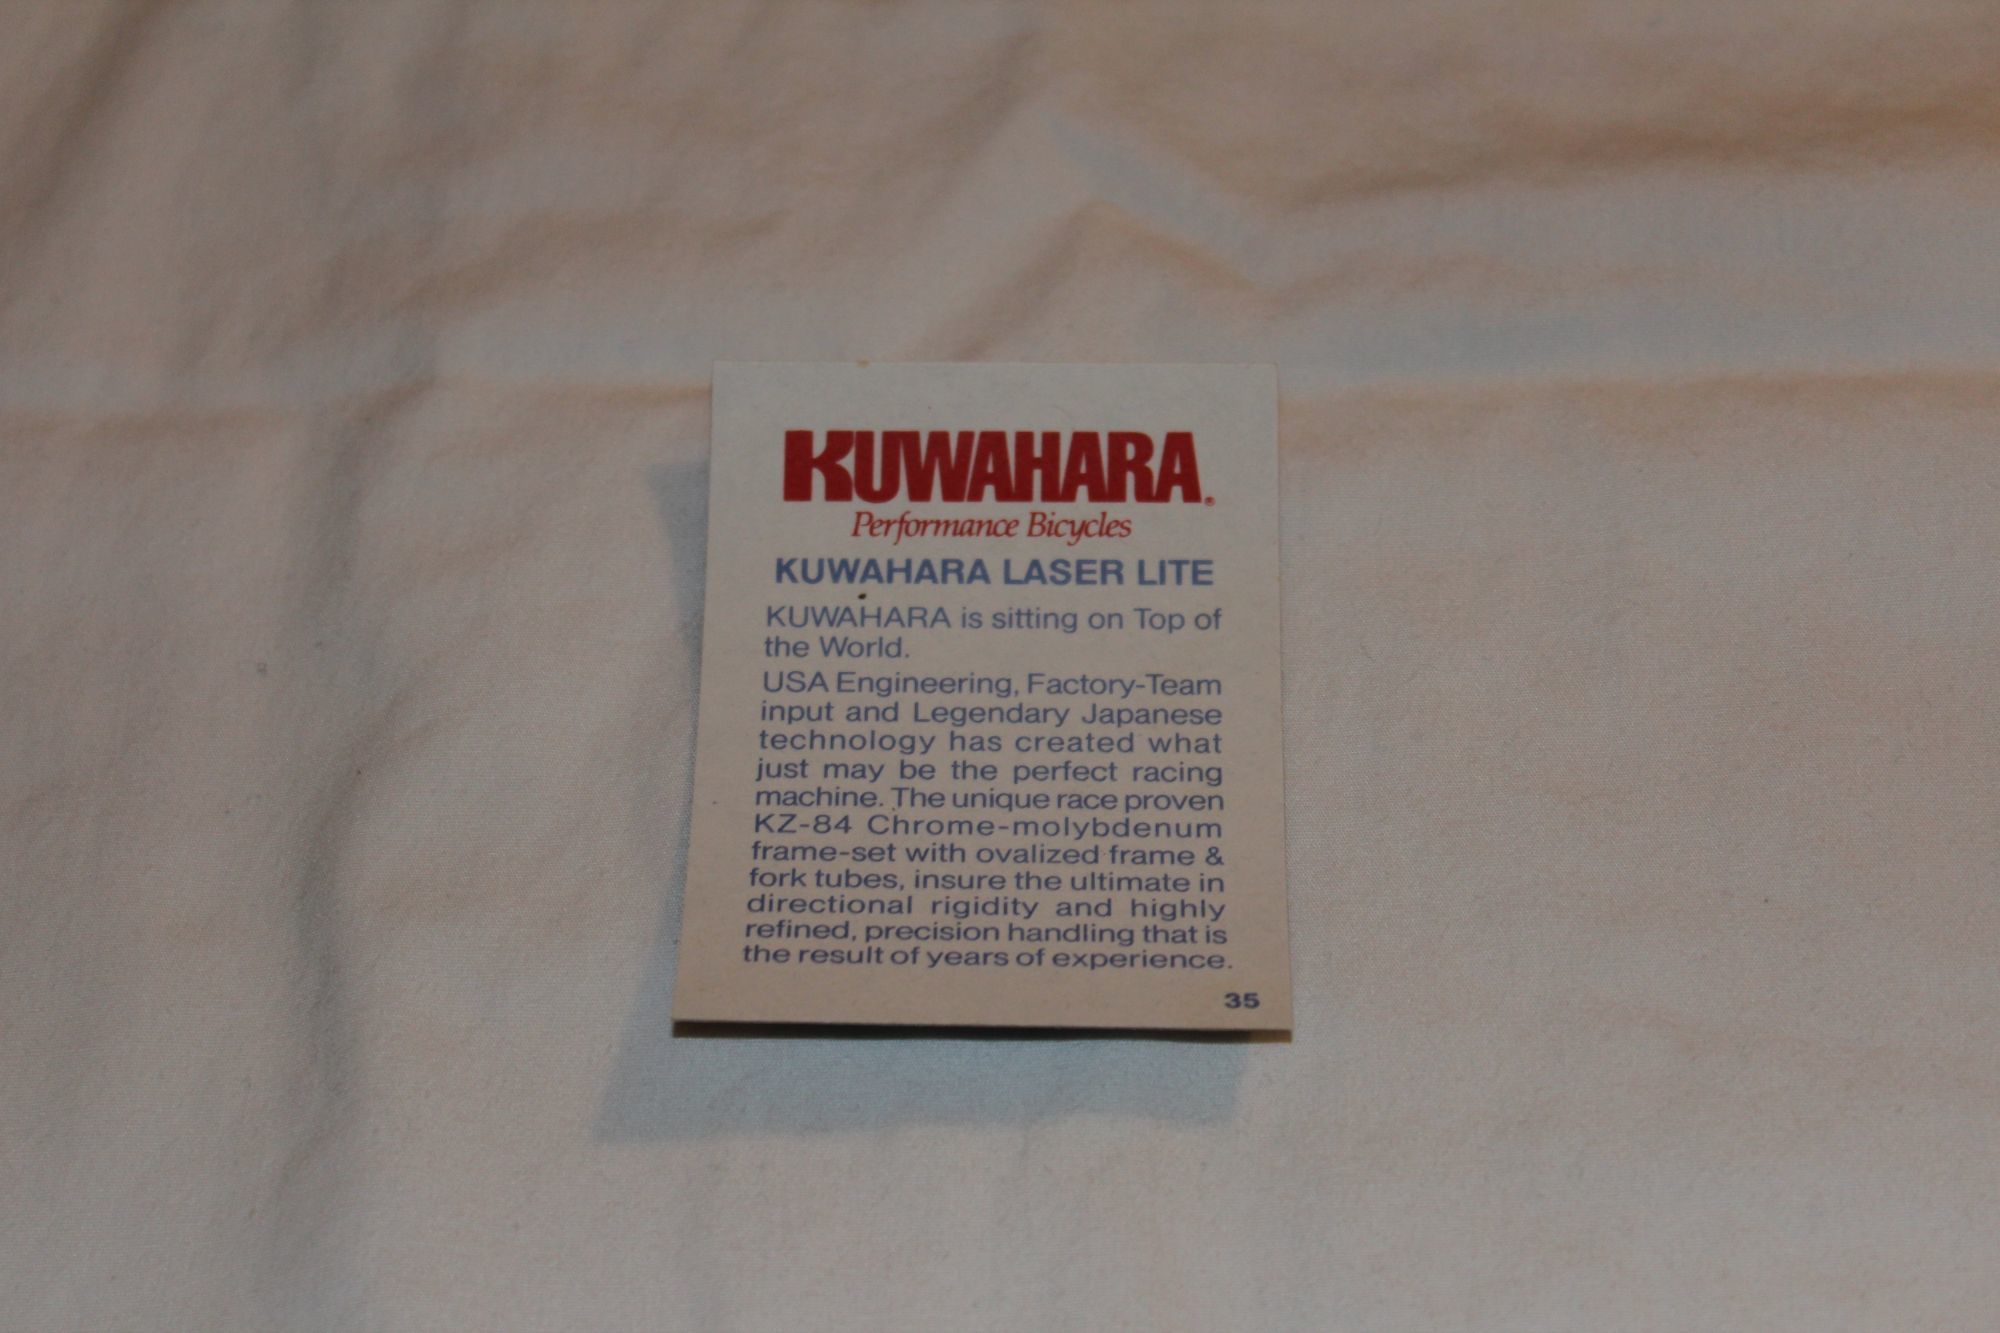 KUWAHARA®
Performance Bicycles
KUWAHARA LASER LITE
KUWAHARA is sitting on Top of
the World.
USA Engineering, Factory-Team
input and Legendary Japanese
technology has created what
just may be the perfect racing
machine. The unique race proven
KZ-84 Chrome-molybdenum
frame-set with ovalized frame &
fork tubes, insure the ultimate in
directional rigidity and highly
refined, precision handling that is
the result of years of experience.
35